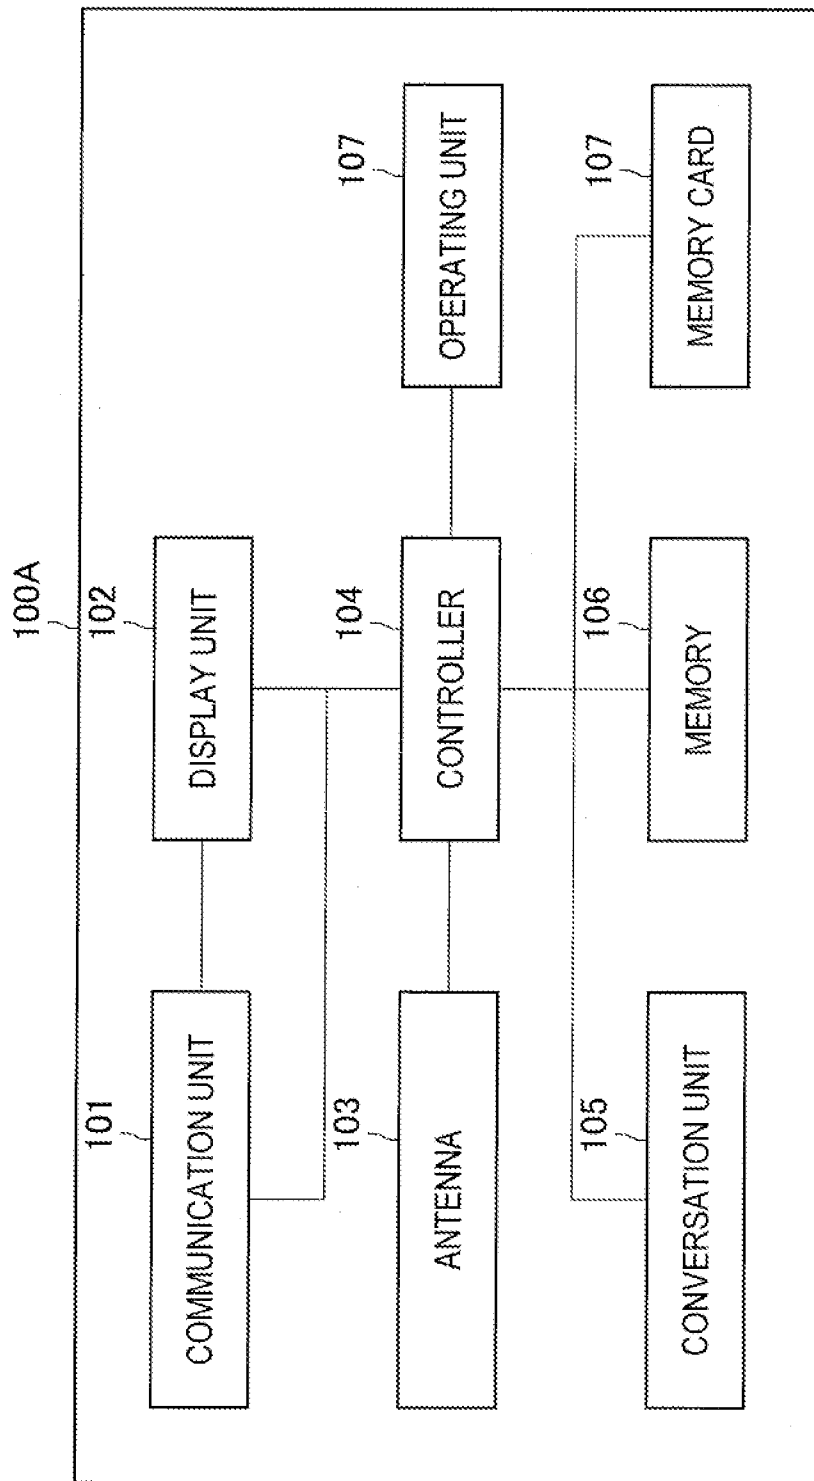 100A
101
COMMUNICATION UNIT
102
DISPLAY UNIT
103
ANTENNA
104
CONTROLLER
107
OPERATING UNIT
105
CONVERSATION UNIT
106
MEMORY
107
MEMORY CARD